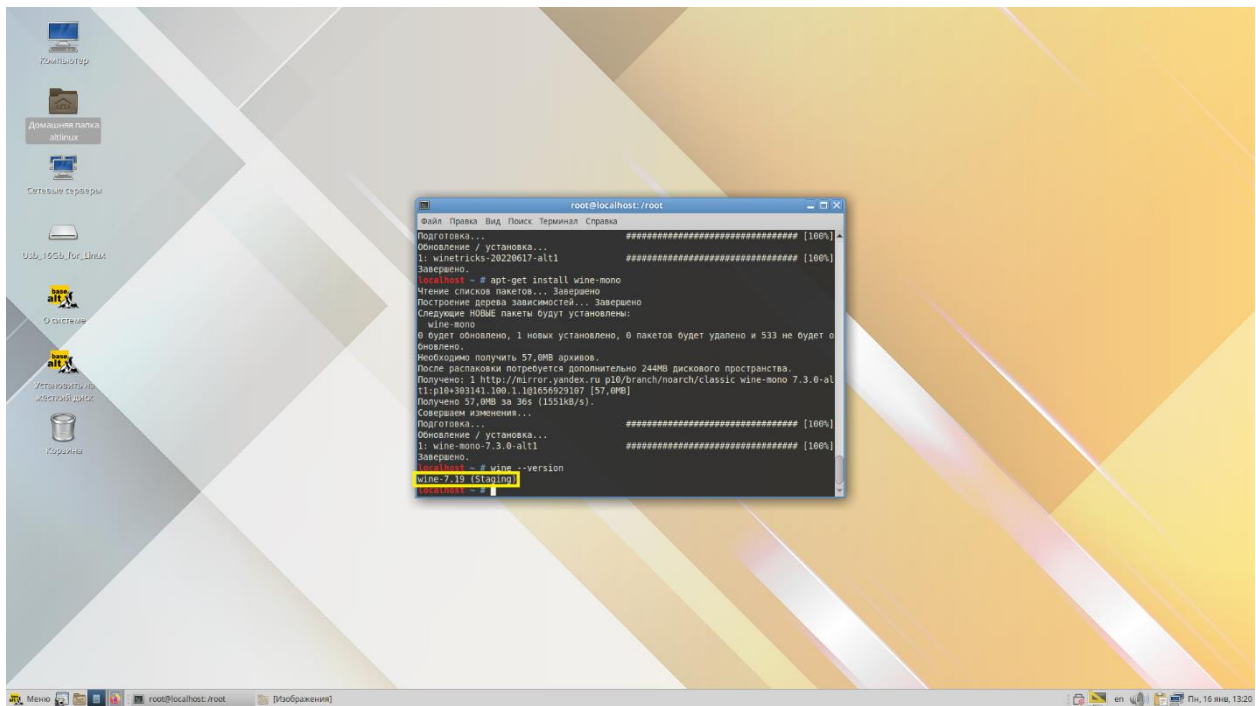 Компьютер
Домашняя папка
altlinux
Сетевые серверы
Usb_16Gb_for_Linux
base
alt
О системе
base
alt
Установить на
жёсткий диск
Корзина
root@localhost: /root
Файл Правка Вид Поиск Терминал Справка
Подготовка... ################################# [100%]
Обновление / установка...
1: winetricks-20220617-alt1 ################################# [100%]
Завершено.
localhost ~ # apt-get install wine-mono
Чтение списков пакетов... Завершено
Построение дерева зависимостей... Завершено
Следующие НОВЫЕ пакеты будут установлены:
wine-mono
0 будет обновлено, 1 новых установлено, 0 пакетов будет удалено и 533 не будет о
бновлено.
Необходимо получить 57,0MB архивов.
После распаковки потребуется дополнительно 244MB дискового пространства.
Получено: 1 http://mirror.yandex.ru p10/branch/noarch/classic wine-mono 7.3.0-al
t1:p10+303141.100.1.1@1656929107 [57,0MB]
Получено 57,0MB за 36s (1551kB/s).
Совершаем изменения...
Подготовка... ################################# [100%]
Обновление / установка...
1: wine-mono-7.3.0-alt1 ################################# [100%]
Завершено.
localhost ~ # wine --version
wine-7.19 (Staging)
localhost ~ #
Меню root@localhost: /root [Изображения] en Пн, 16 янв, 13:20